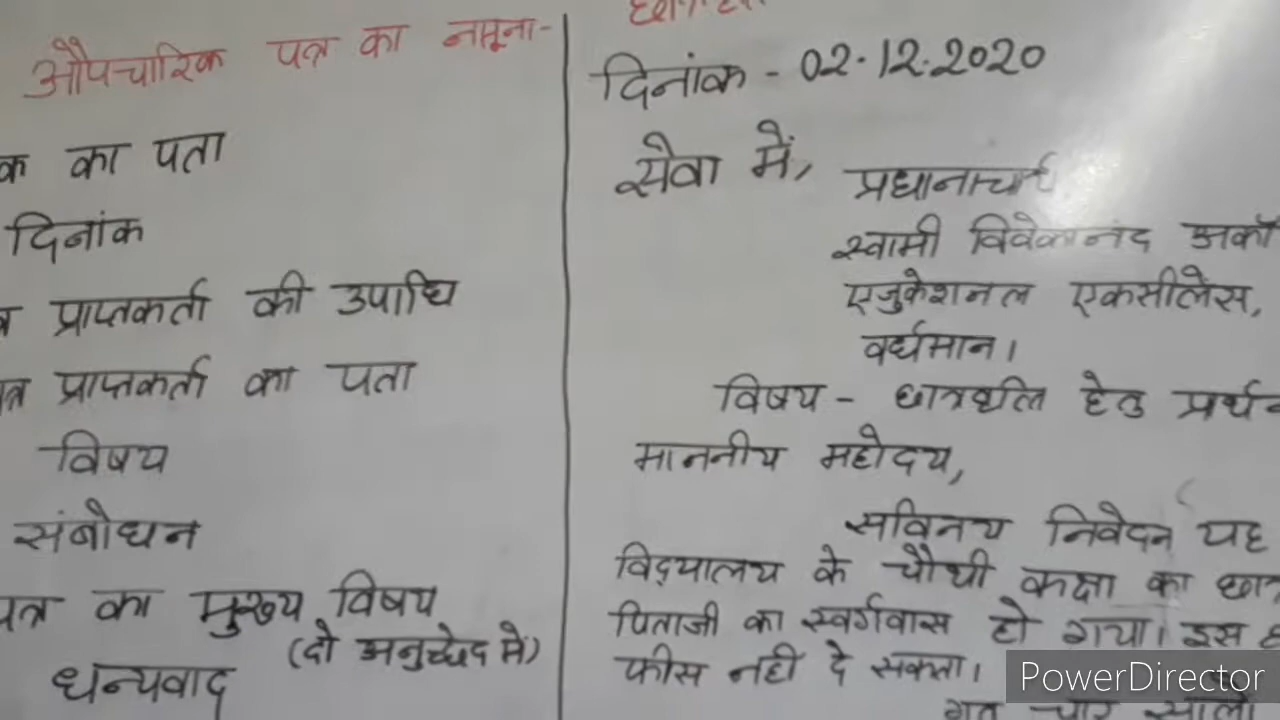 औपचारिक पत्र का नमूना-
का पता
दिनांक
प्राप्तकर्ता की उपाधि
प्राप्तकर्ता का पता
विषय
संबोधन
का मुख्य विषय
(दो अनुच्छेद में)
धन्यवाद
दिनांक - 02.12.2020
सेवा में,
प्रधानाचार्य
स्वामी विवेकानंद
एजुकेशनल एकसीलेंस,
वर्धमान।
विषय - छात्रवृत्ति हेतु
माननीय महोदय,
सविनय निवेदन यह
विद्यालय के चौथी कक्षा का
पिताजी का स्वर्गवास हो गया। इस
फीस नही दे सकता।
गत चार सालों
PowerDirector